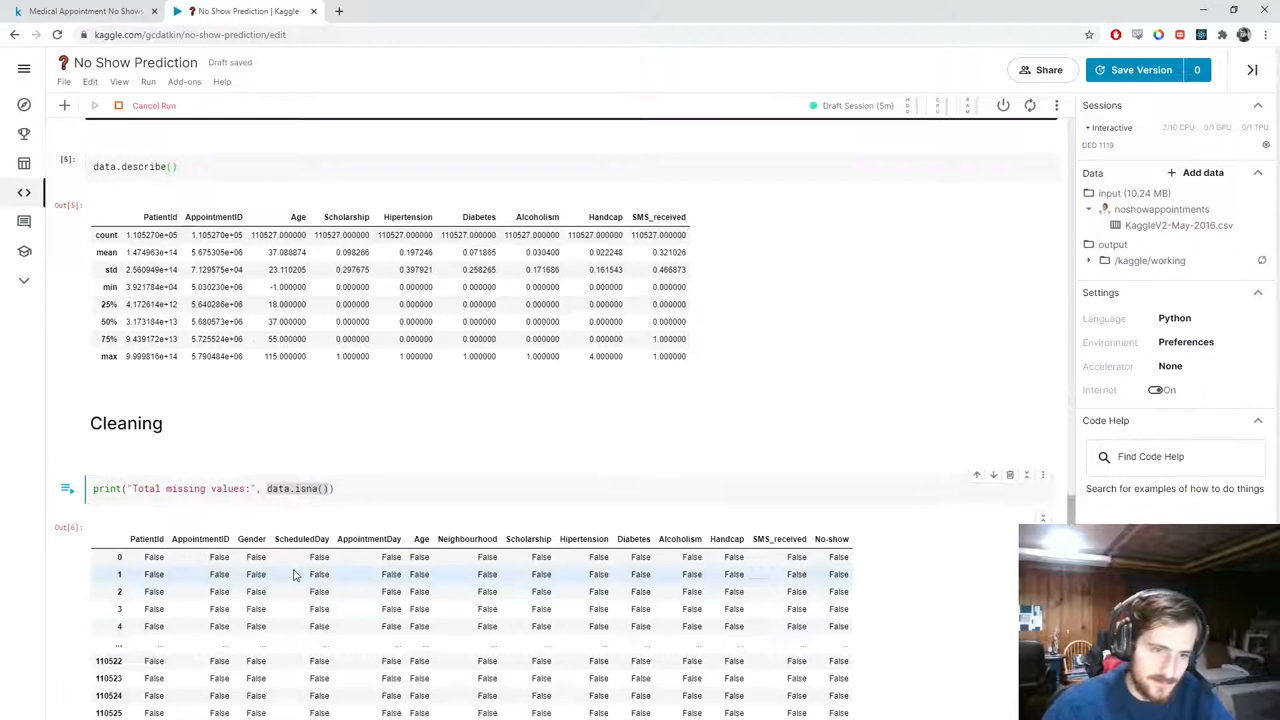 Medical Appointment No Shows
No Show Prediction | Kaggle
kaggle.com/gcdatkin/no-show-prediction/edit
No Show Prediction Draft saved
File Edit View Run Add-ons Help
Share
Save Version 0
Cancel Run
Draft Session (5m)
HDD
CPU
RAM
[5]: data.describe()
Out[5]:
PatientId AppointmentID Age Scholarship Hipertension Diabetes Alcoholism Handcap SMS_received
count 1.105270e+05 1.105270e+05 110527.000000 110527.000000 110527.000000 110527.000000 110527.000000 110527.000000 110527.000000
mean 1.474963e+14 5.675305e+06 37.088874 0.098266 0.197246 0.071865 0.030400 0.022248 0.321026
std 2.560949e+14 7.129575e+04 23.110205 0.297675 0.397921 0.258265 0.171686 0.161543 0.466873
min 3.921784e+04 5.030230e+06 -1.000000 0.000000 0.000000 0.000000 0.000000 0.000000 0.000000
25% 4.172614e+12 5.640286e+06 18.000000 0.000000 0.000000 0.000000 0.000000 0.000000 0.000000
50% 3.173184e+13 5.680573e+06 37.000000 0.000000 0.000000 0.000000 0.000000 0.000000 0.000000
75% 9.439172e+13 5.725524e+06 55.000000 0.000000 0.000000 0.000000 0.000000 0.000000 1.000000
max 9.999816e+14 5.790484e+06 115.000000 1.000000 1.000000 1.000000 1.000000 4.000000 1.000000
Cleaning
print("Total missing values:", data.isna())
Out[6]:
PatientId AppointmentID Gender ScheduledDay AppointmentDay Age Neighbourhood Scholarship Hipertension Diabetes Alcoholism Handcap SMS_received No-show
0 False False False False False False False False False False False False False False
1 False False False False False False False False False False False False False False
2 False False False False False False False False False False False False False False
3 False False False False False False False False False False False False False False
4 False False False False False False False False False False False False False False
... ... ... ... ... ... ... ... ... ... ... ... ... ... ...
110522 False False False False False False False False False False False False False False
110523 False False False False False False False False False False False False False False
110524 False False False False False False False False False False False False False False
110525 False False False False False False False False False False False False False False
Sessions
Interactive 2/10 CPU 0/1 GPU 0/1 TPU
DED 1119
Data + Add data
input (10.24 MB)
noshowappointments
KaggleV2-May-2016.csv
output
/kaggle/working
Settings
Language Python
Environment Preferences
Accelerator None
Internet On
Code Help
Find Code Help
Search for examples of how to do things